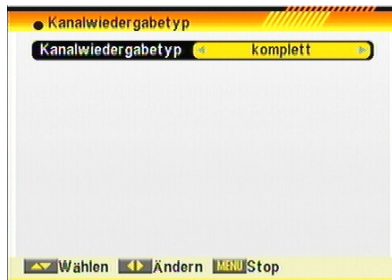 Kanalwiedergabetyp
Kanalwiedergabetyp komplett
Wählen Ändern MENU Stop